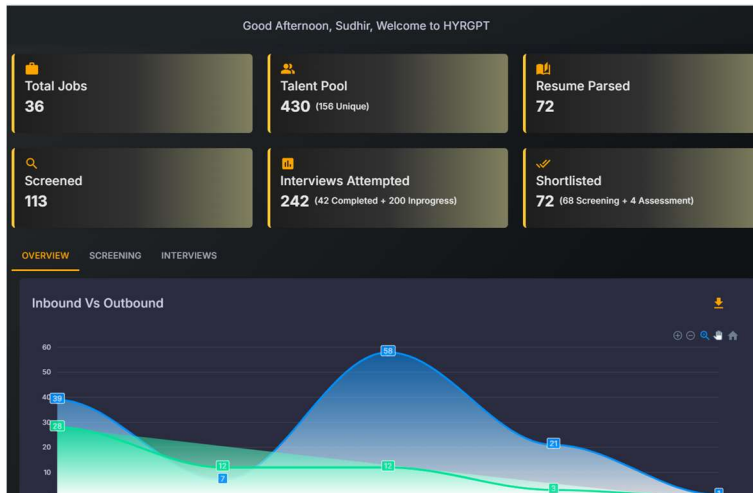 Good Afternoon, Sudhir, Welcome to HYRGPT
Total Jobs
36
Talent Pool
430 (156 Unique)
Resume Parsed
72
Screened
113
Interviews Attempted
242 (42 Completed + 200 Inprogress)
Shortlisted
72 (68 Screening + 4 Assessment)
OVERVIEW SCREENING INTERVIEWS
Inbound Vs Outbound
60
59
50
40
39
30
28
21
20
12 12
10
7
3